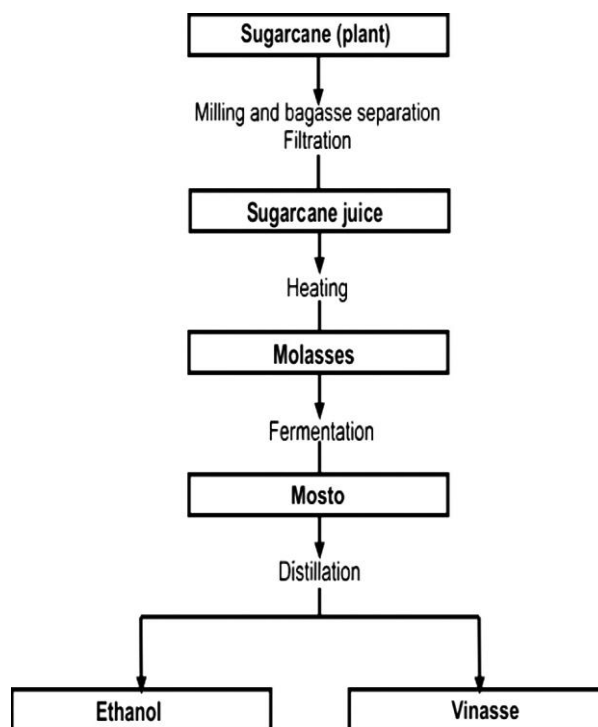 Sugarcane (plant)
Milling and bagasse separation
Filtration
Sugarcane juice
Heating
Molasses
Fermentation
Mosto
Distillation
Ethanol
Vinasse